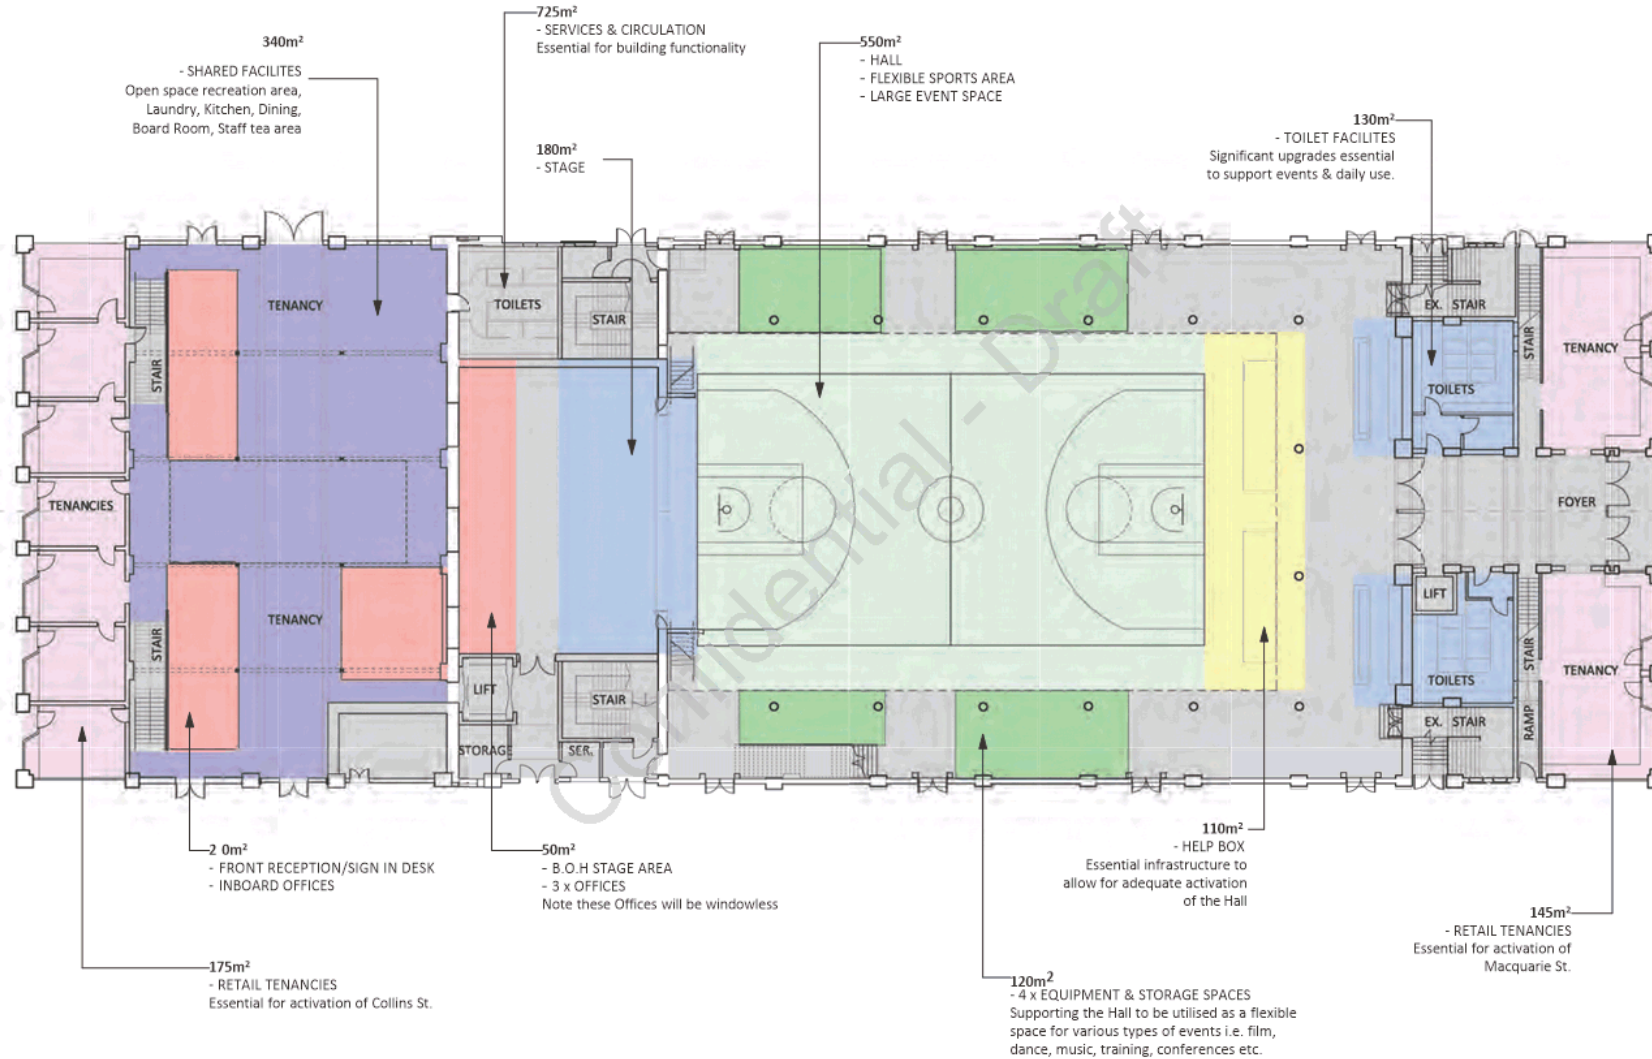 725m²
- SERVICES & CIRCULATION
Essential for building functionality
340m²
- SHARED FACILITES
Open space recreation area,
Laundry, Kitchen, Dining,
Board Room, Staff tea area
550m²
- HALL
- FLEXIBLE SPORTS AREA
- LARGE EVENT SPACE
180m²
- STAGE
130m²
- TOILET FACILITES
Significant upgrades essential
to support events & daily use.
TENANCY
TOILETS
STAIR
EX. STAIR
STAIR
TENANCY
STAIR
TOILETS
TENANCIES
FOYER
TENANCY
STAIR
LIFT
STAIR
STORAGE
SER.
LIFT
TOILETS
EX. STAIR
STAIR
RAMP
TENANCY
Confidential - Draft
2 0m²
- FRONT RECEPTION/SIGN IN DESK
- INBOARD OFFICES
50m²
- B.O.H STAGE AREA
- 3 x OFFICES
Note these Offices will be windowless
110m²
- HELP BOX
Essential infrastructure to
allow for adequate activation
of the Hall
145m²
- RETAIL TENANCIES
Essential for activation of
Macquarie St.
175m²
- RETAIL TENANCIES
Essential for activation of Collins St.
120m²
- 4 x EQUIPMENT & STORAGE SPACES
Supporting the Hall to be utilised as a flexible
space for various types of events i.e. film,
dance, music, training, conferences etc.